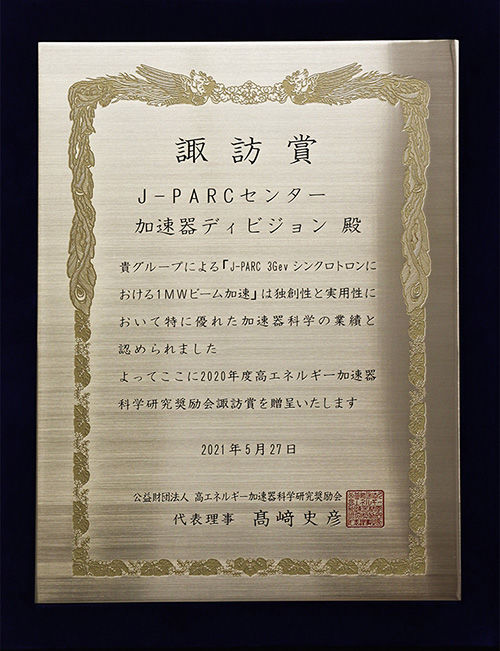 諏訪賞
J-PARCセンター
加速器ディビジョン 殿
貴グループによる「J-PARC 3Gev シンクロトロンに
おける1MWビーム加速」は独創性と実用性に
おいて特に優れた加速器科学の業績と
認められました
よってここに2020年度高エネルギー加速器
科学研究奨励会諏訪賞を贈呈いたします
2021年5月27日
公益財団法人 高エネルギー加速器科学研究奨励会
代表理事 髙﨑史彦